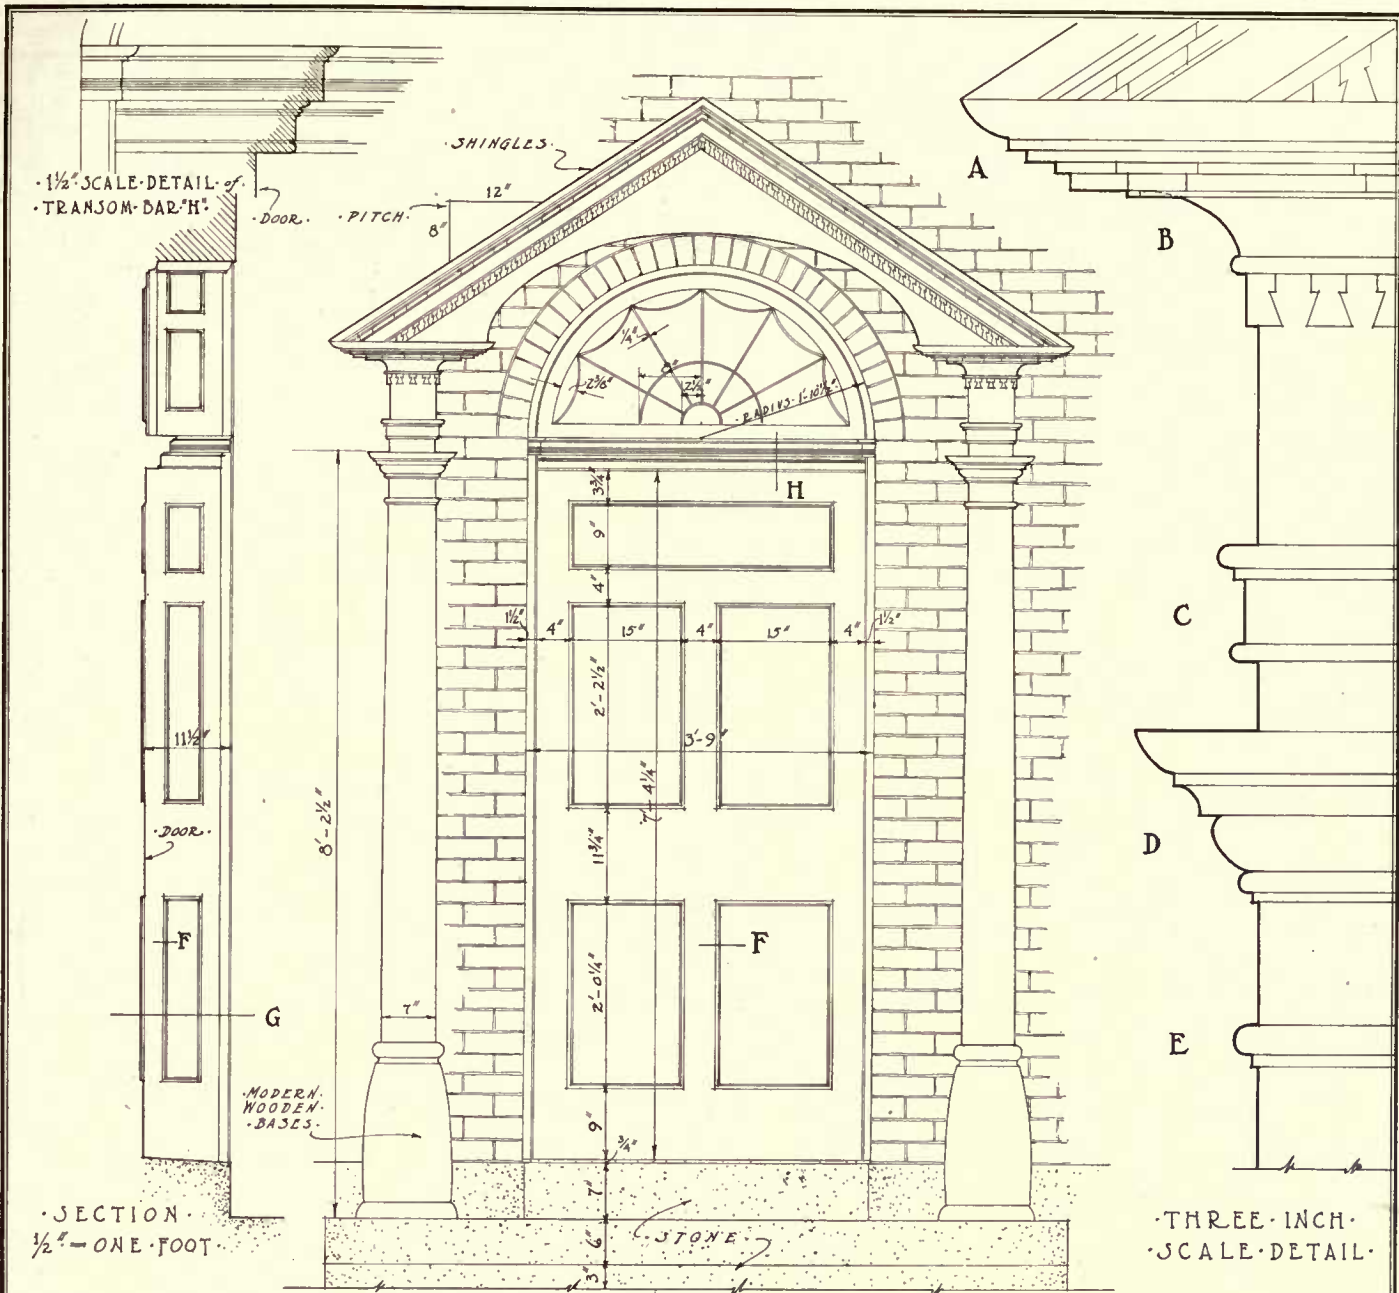 ·1½" SCALE·DETAIL·of·
·TRANSOM·BAR·"H"·
·DOOR·
·SHINGLES·
·PITCH·
12"
8"
A
B
C
D
E
¼"
2⅜"
8"
2½"
·RADIUS·1'-10½"·
H
3¾"
9"
4"
1½"
4"
15"
4"
15"
4"
1½"
2'-2½"
3'-9"
7'-4¼"
11¾"
2'-0¼"
F
9"
¾"
7"
6"
3"
·STONE·
8'-2½"
7"
·MODERN·
WOODEN·
·BASES·
11½"
·DOOR·
F
G
·SECTION·
½"=ONE·FOOT·
·THREE·INCH·
·SCALE·DETAIL·